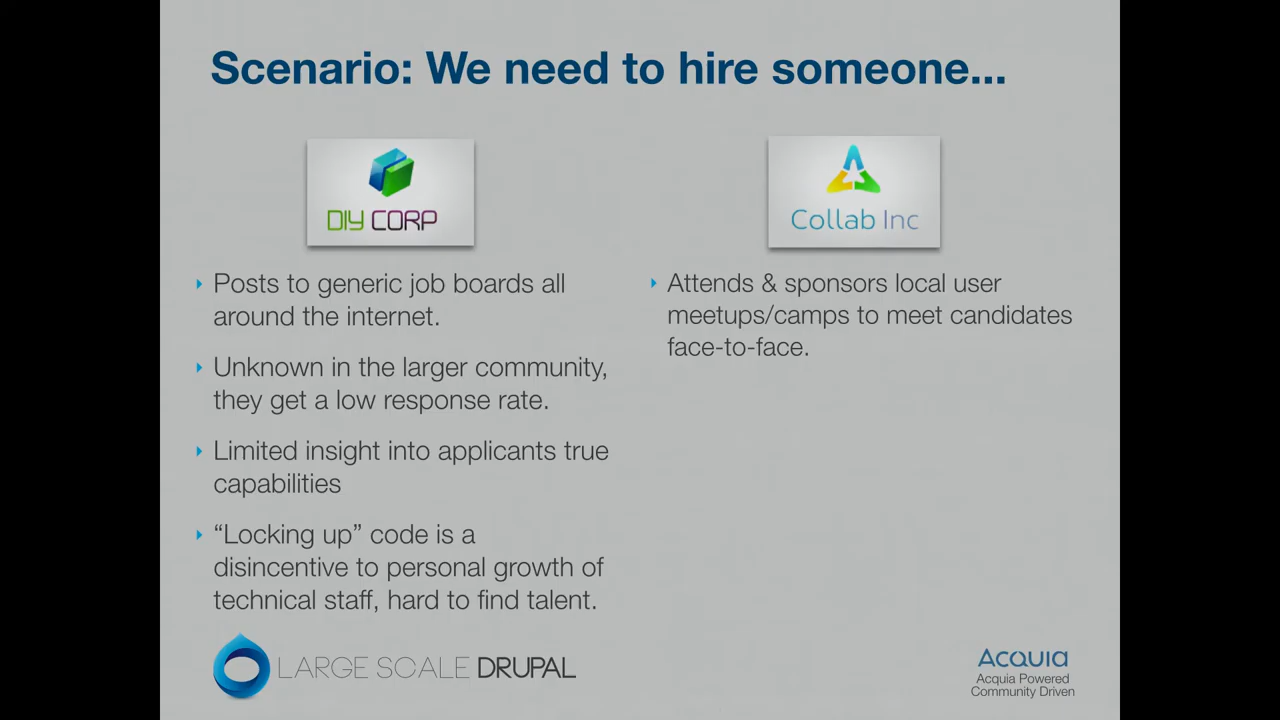 Scenario: We need to hire someone...
DIY CORP
Posts to generic job boards all
around the internet.
Unknown in the larger community,
they get a low response rate.
Limited insight into applicants true
capabilities
“Locking up” code is a
disincentive to personal growth of
technical staff, hard to find talent.
Collab Inc
Attends & sponsors local user
meetups/camps to meet candidates
face-to-face.
LARGE SCALE DRUPAL
Acquia
Acquia Powered
Community Driven